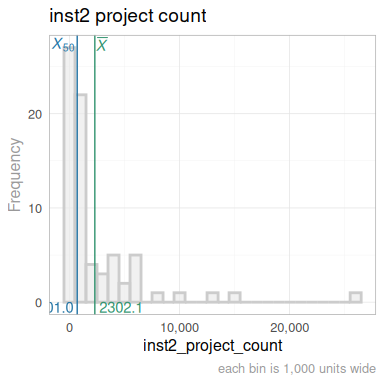 inst2 project count
X50
X̅
Frequency
20
10
0
01.0
2302.1
0
10,000
20,000
inst2_project_count
each bin is 1,000 units wide